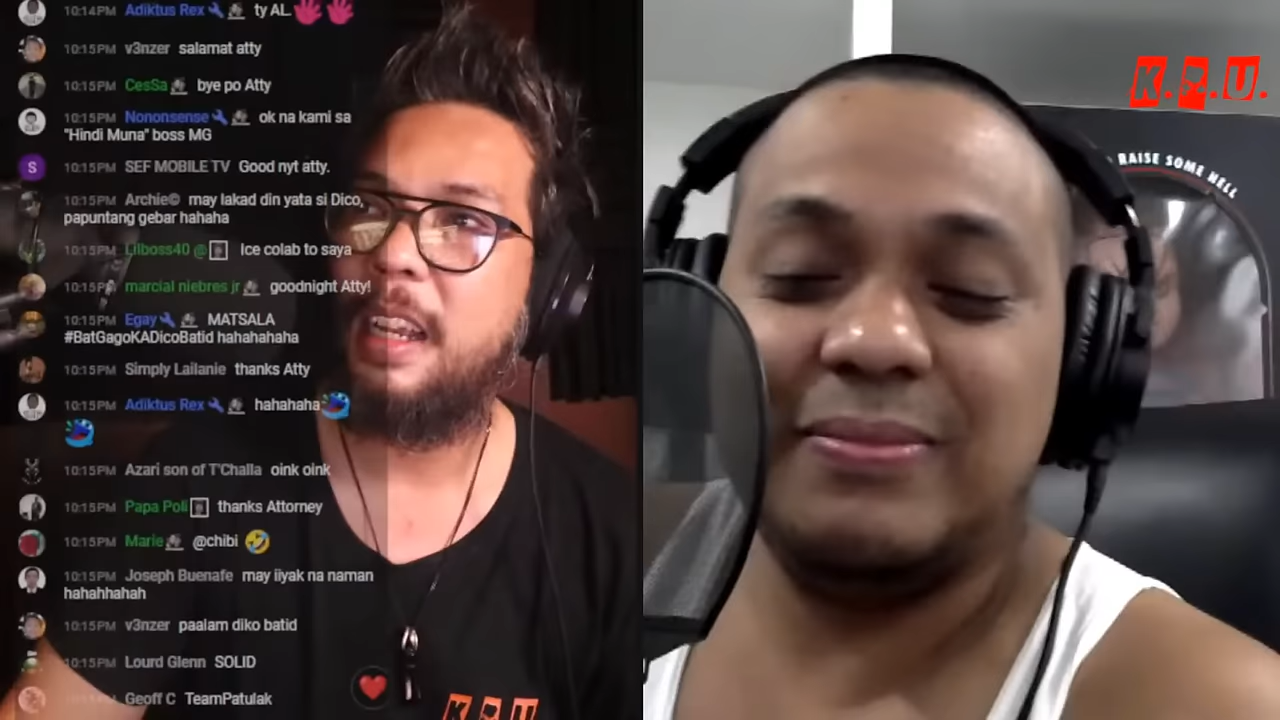 10:14PM Adiktus Rex ty AL
10:15PM v3nzer salamat atty
10:15PM CesSa bye po Atty
10:15PM Nononsense ok na kami sa
"Hindi Muna" boss MG
S 10:15PM SEF MOBILE TV Good nyt atty.
10:15PM Archie© may lakad din yata si Dico,
papuntang gebar hahaha
10:15PM Lilboss40 @ Ice colab to saya
10:15PM marcial niebres jr goodnight Atty!
10:15PM Egay MATSALA
#BatGagoKADicoBatid hahahahaha
10:15PM Simply Lailanie thanks Atty
10:15PM Adiktus Rex hahahaha
10:15PM Azari son of T'Challa oink oink
10:15PM Papa Poli thanks Attorney
10:15PM Marie @chibi 🤣
10:15PM Joseph Buenafe may iiyak na naman
hahahhahah
10:15PM v3nzer paalam diko batid
10:15PM Lourd Glenn SOLID
10:15PM Geoff C TeamPatulak
K.P.U.
K.P.U.
RAISE SOME HELL